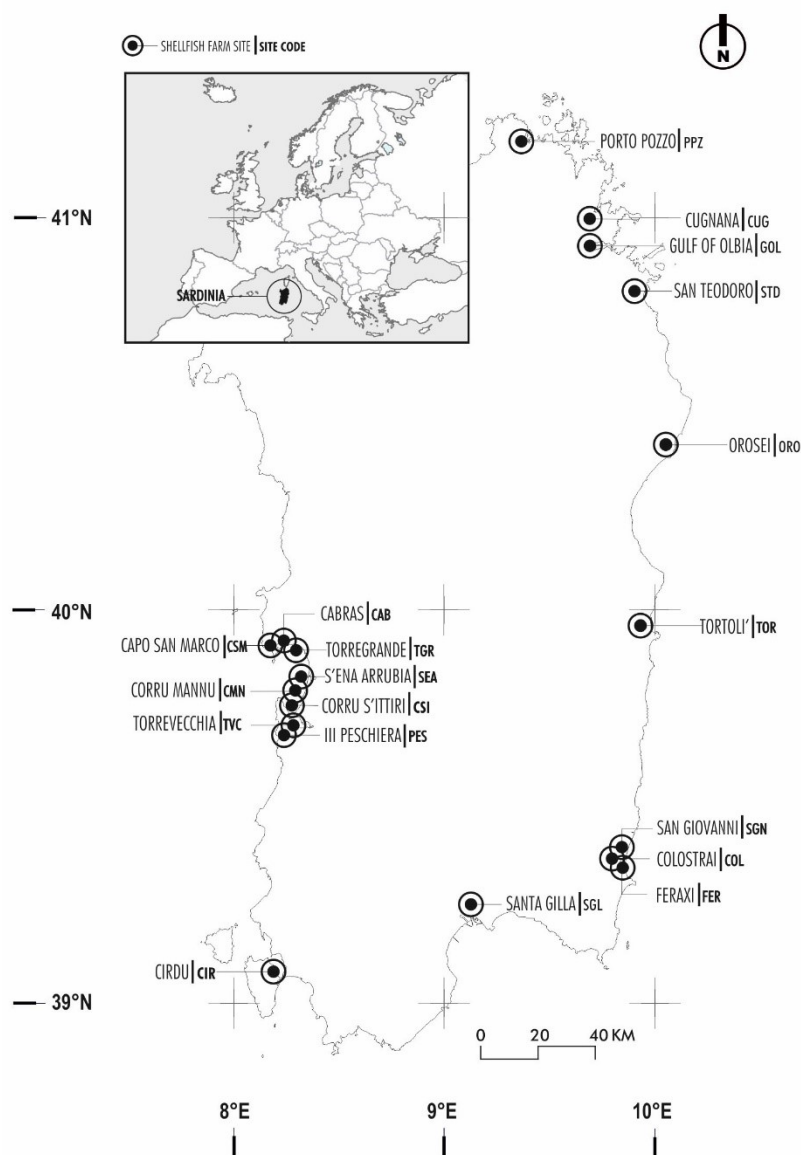 SHELLFISH FARM SITE | SITE CODE
N
SARDINIA
PORTO POZZO | PPZ
41°N
CUGNANA | CUG
GULF OF OLBIA | GOL
SAN TEODORO | STD
OROSEI | ORO
40°N
CABRAS | CAB
TORTOLI' | TOR
CAPO SAN MARCO | CSM
TORREGRANDE | TGR
S'ENA ARRUBIA | SEA
CORRU MANNU | CMN
CORRU S'ITTIRI | CSI
TORREVECCHIA | TVC
III PESCHIERA | PES
SAN GIOVANNI | SGN
COLOSTRAI | COL
FERAXI | FER
SANTA GILLA | SGL
CIRDU | CIR
39°N
0 20 40 KM
8°E 9°E 10°E